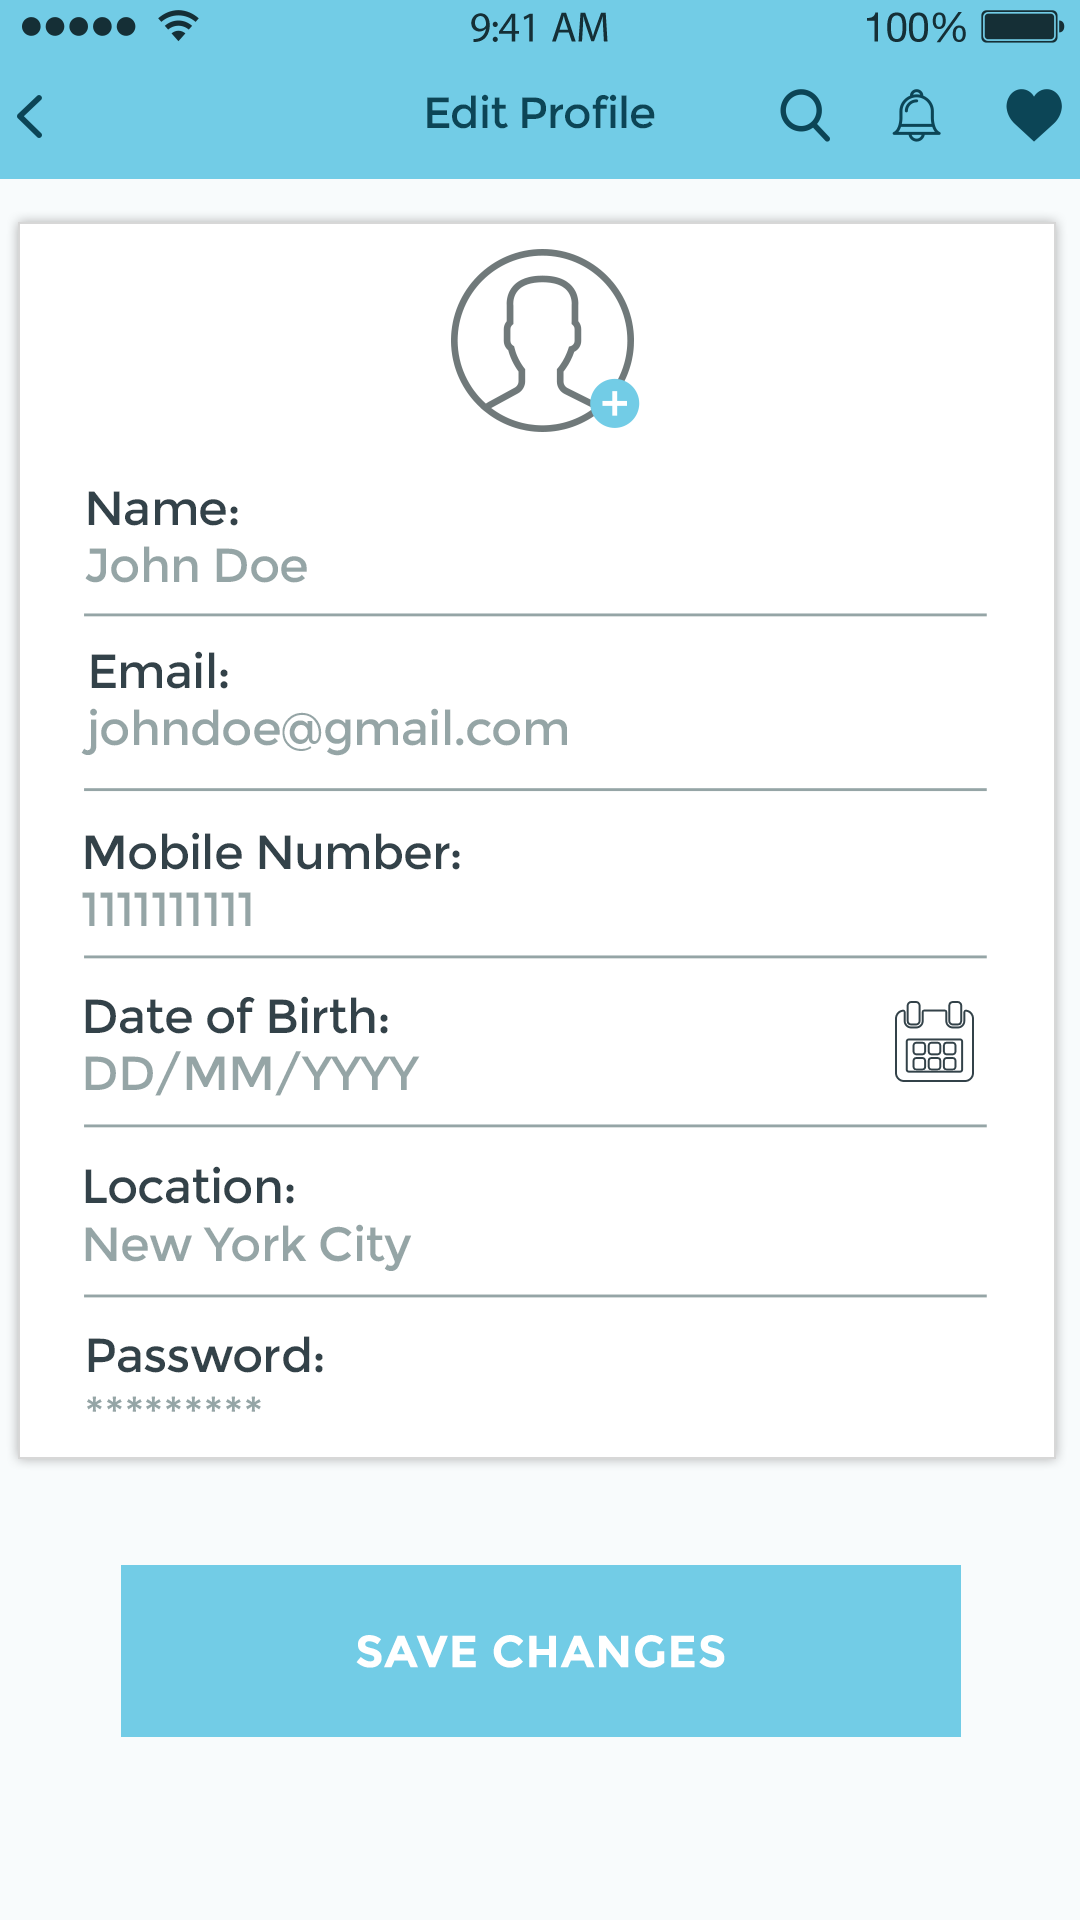 9:41 AM 100%
Edit Profile
Name:
John Doe
Email:
johndoe@gmail.com
Mobile Number:
1111111111
Date of Birth:
DD/MM/YYYY
Location:
New York City
Password:
*********
SAVE CHANGES